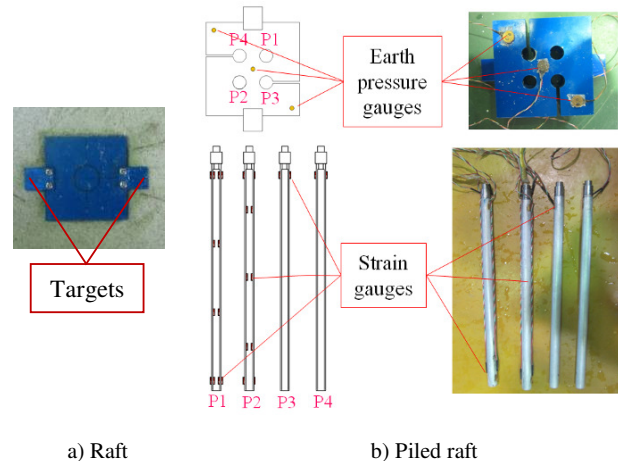 P4 P1
P2 P3
Earth
pressure
gauges
Targets
Strain
gauges
P1 P2 P3 P4
a) Raft
b) Piled raft